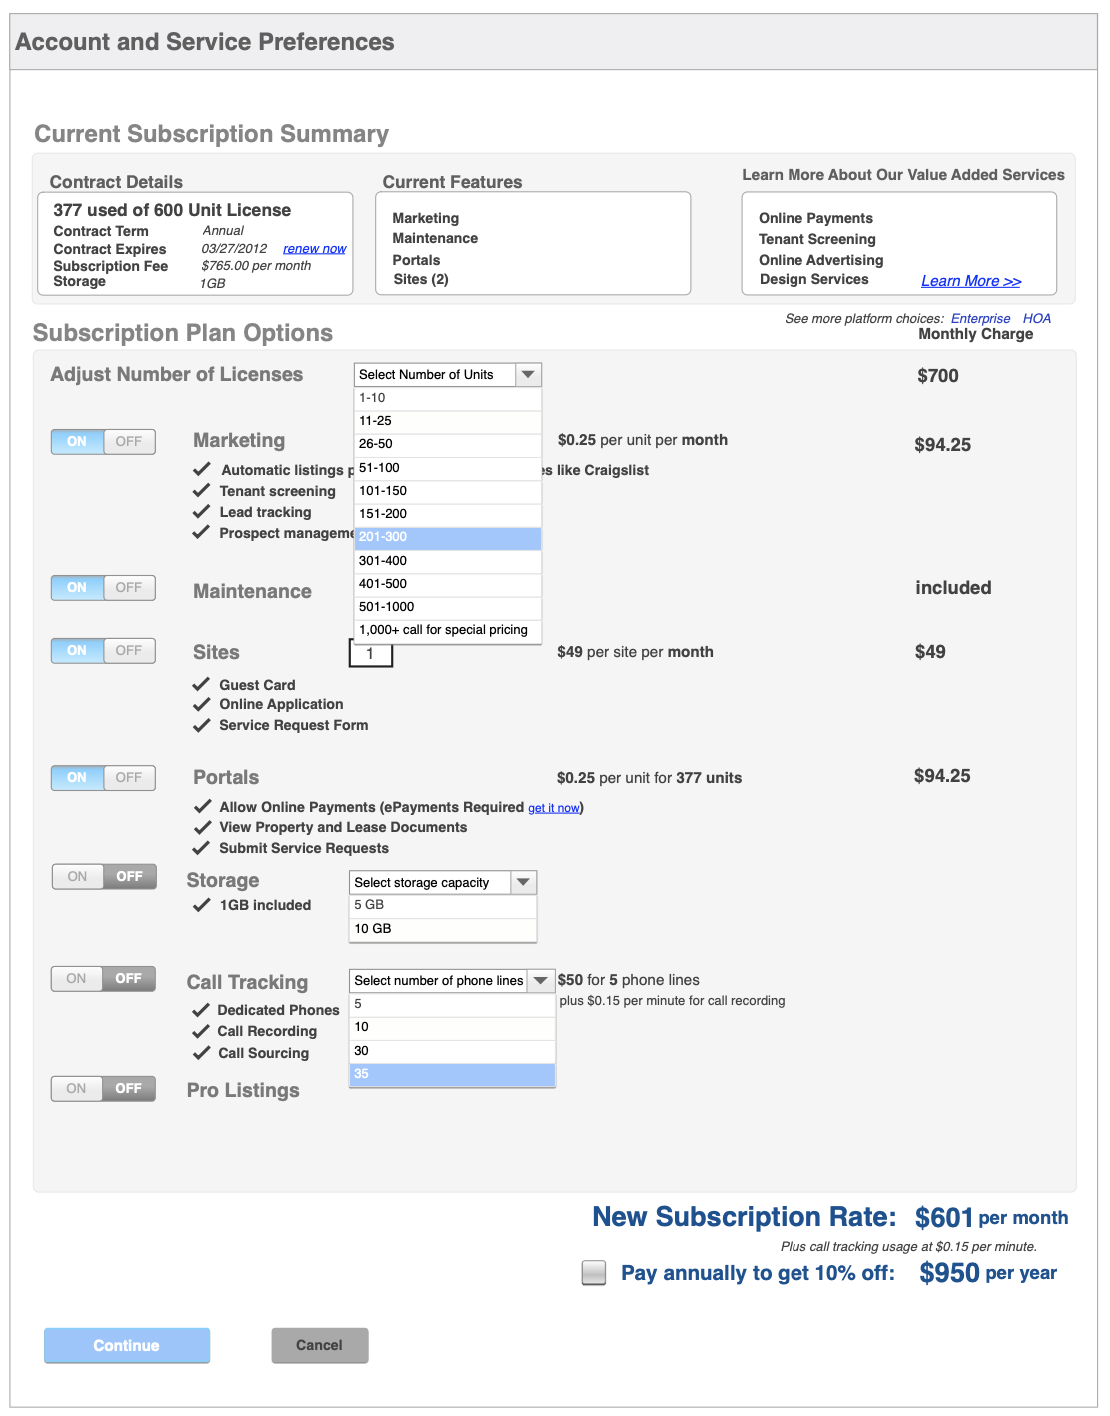 Account and Service Preferences
Current Subscription Summary
Contract Details
377 used of 600 Unit License
Contract Term Annual
Contract Expires 03/27/2012 renew now
Subscription Fee $765.00 per month
Storage 1GB
Current Features
Marketing
Maintenance
Portals
Sites (2)
Learn More About Our Value Added Services
Online Payments
Tenant Screening
Online Advertising
Design Services Learn More >>
See more platform choices: Enterprise HOA
Subscription Plan Options
Monthly Charge
Adjust Number of Licenses
Select Number of Units
$700
1-10
11-25
26-50
51-100
101-150
151-200
201-300
301-400
401-500
501-1000
1,000+ call for special pricing
ON OFF
Marketing
$0.25 per unit per month
$94.25
Automatic listings p
es like Craigslist
Tenant screening
Lead tracking
Prospect manageme
ON OFF
Maintenance
included
ON OFF
Sites
1
$49 per site per month
$49
Guest Card
Online Application
Service Request Form
ON OFF
Portals
$0.25 per unit for 377 units
$94.25
Allow Online Payments (ePayments Required get it now)
View Property and Lease Documents
Submit Service Requests
ON OFF
Storage
Select storage capacity
1GB included
5 GB
10 GB
ON OFF
Call Tracking
Select number of phone lines
$50 for 5 phone lines
plus $0.15 per minute for call recording
Dedicated Phones
Call Recording
Call Sourcing
5
10
30
35
ON OFF
Pro Listings
New Subscription Rate: $601 per month
Plus call tracking usage at $0.15 per minute.
Pay annually to get 10% off: $950 per year
Continue
Cancel